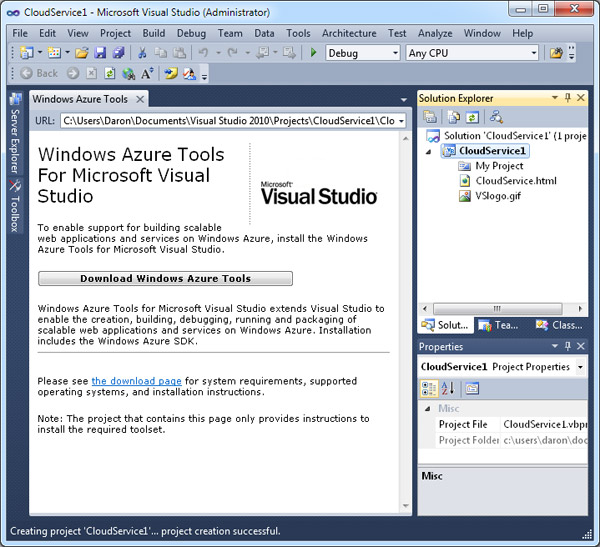 CloudService1 - Microsoft Visual Studio (Administrator)
File Edit View Project Build Debug Team Data Tools Architecture Test Analyze Window Help
Debug Any CPU
Back
Server Explorer
Toolbox
Windows Azure Tools
URL: C:\Users\Daron\Documents\Visual Studio 2010\Projects\CloudService1\Clo
Windows Azure Tools
For Microsoft Visual
Studio
Microsoft
Visual Studio
To enable support for building scalable
web applications and services on Windows Azure, install the Windows
Azure Tools for Microsoft Visual Studio.
Download Windows Azure Tools
Windows Azure Tools for Microsoft Visual Studio extends Visual Studio to
enable the creation, building, debugging, running and packaging of
scalable web applications and services on Windows Azure. Installation
includes the Windows Azure SDK.
Please see the download page for system requirements, supported
operating systems, and installation instructions.
Note: The project that contains this page only provides instructions to
install the required toolset.
Solution Explorer
Solution 'CloudService1' (1 proje
CloudService1
My Project
CloudService.html
VSlogo.gif
Solut... Tea... Class...
Properties
CloudService1 Project Properties
Misc
Project File CloudService1.vbpr
Project Folder c:\users\daron\doc
Misc
Creating project 'CloudService1'... project creation successful.